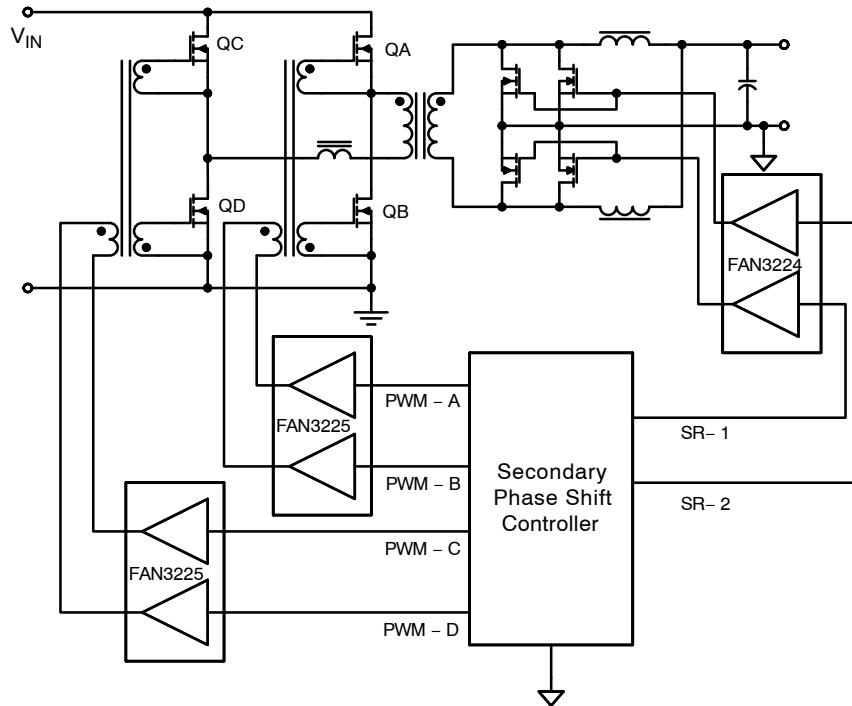 VIN
QC
QA
QD
QB
FAN3224
PWM – A
FAN3225
PWM – B
SR– 1
Secondary
Phase Shift
Controller
SR– 2
PWM – C
FAN3225
PWM – D